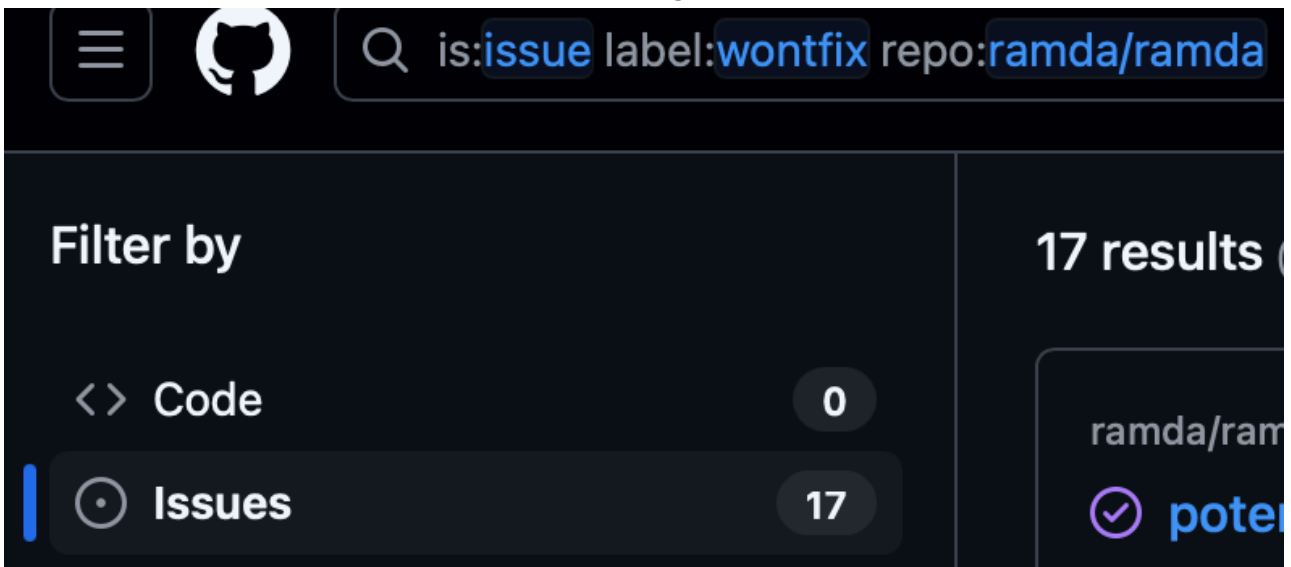 is:issue label:wontfix repo:ramda/ramda
Filter by
17 results
Code 0
ramda/ram
Issues 17
poter